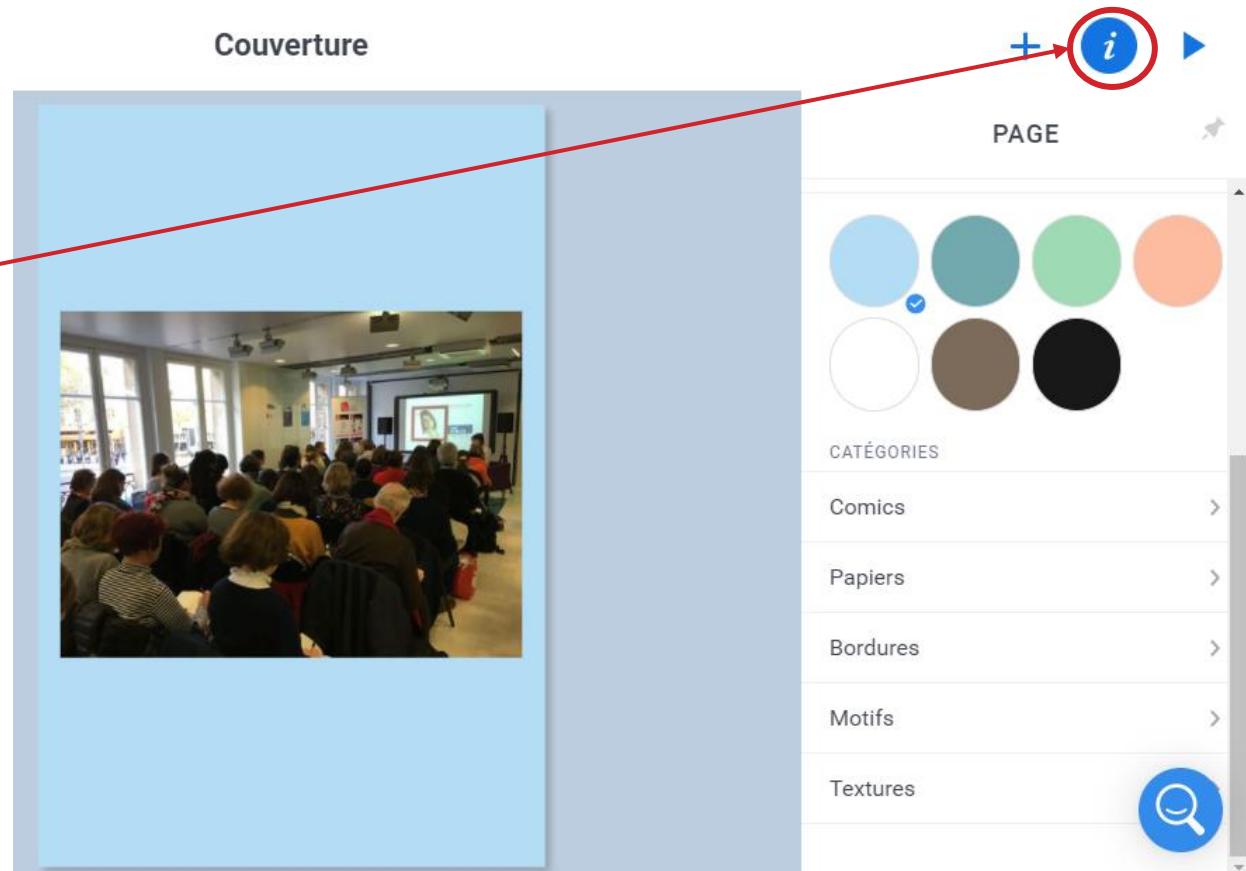 Couverture
i
PAGE
CATÉGORIES
Comics
Papiers
Bordures
Motifs
Textures